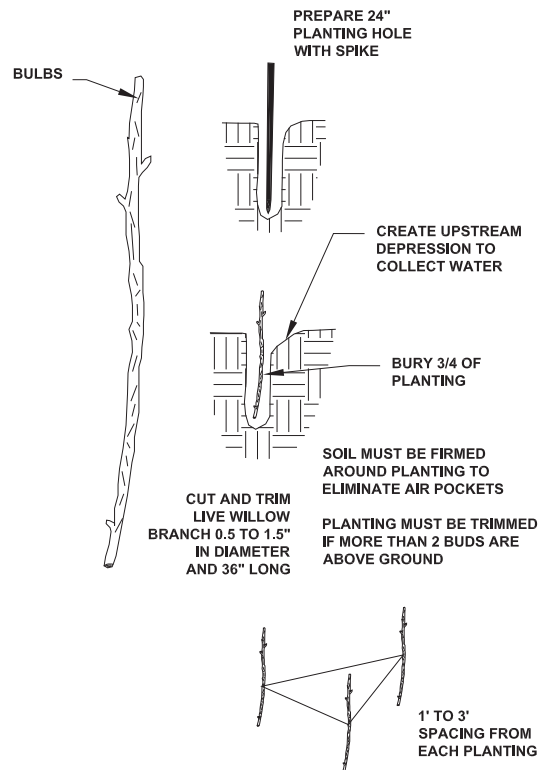 PREPARE 24"
PLANTING HOLE
WITH SPIKE
BULBS
CREATE UPSTREAM
DEPRESSION TO
COLLECT WATER
BURY 3/4 OF
PLANTING
SOIL MUST BE FIRMED
AROUND PLANTING TO
ELIMINATE AIR POCKETS
CUT AND TRIM
LIVE WILLOW
BRANCH 0.5 TO 1.5"
IN DIAMETER
AND 36" LONG
PLANTING MUST BE TRIMMED
IF MORE THAN 2 BUDS ARE
ABOVE GROUND
1' TO 3'
SPACING FROM
EACH PLANTING